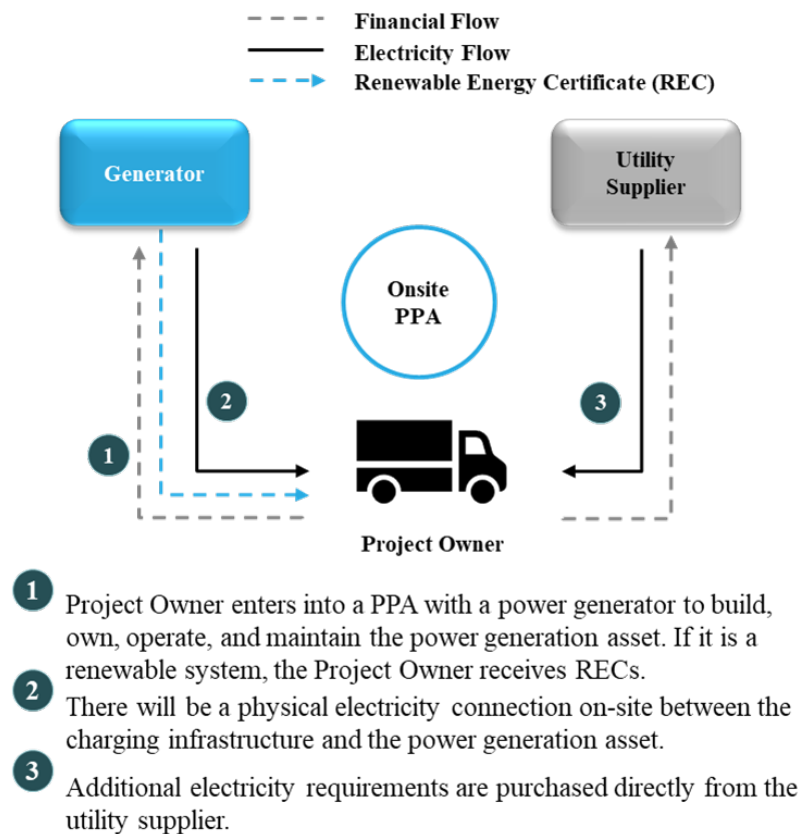 Financial Flow
Electricity Flow
Renewable Energy Certificate (REC)
Generator
Utility
Supplier
Onsite
PPA
2
3
1
Project Owner
1
Project Owner enters into a PPA with a power generator to build,
own, operate, and maintain the power generation asset. If it is a
renewable system, the Project Owner receives RECs.
2
There will be a physical electricity connection on-site between the
charging infrastructure and the power generation asset.
3
Additional electricity requirements are purchased directly from the
utility supplier.